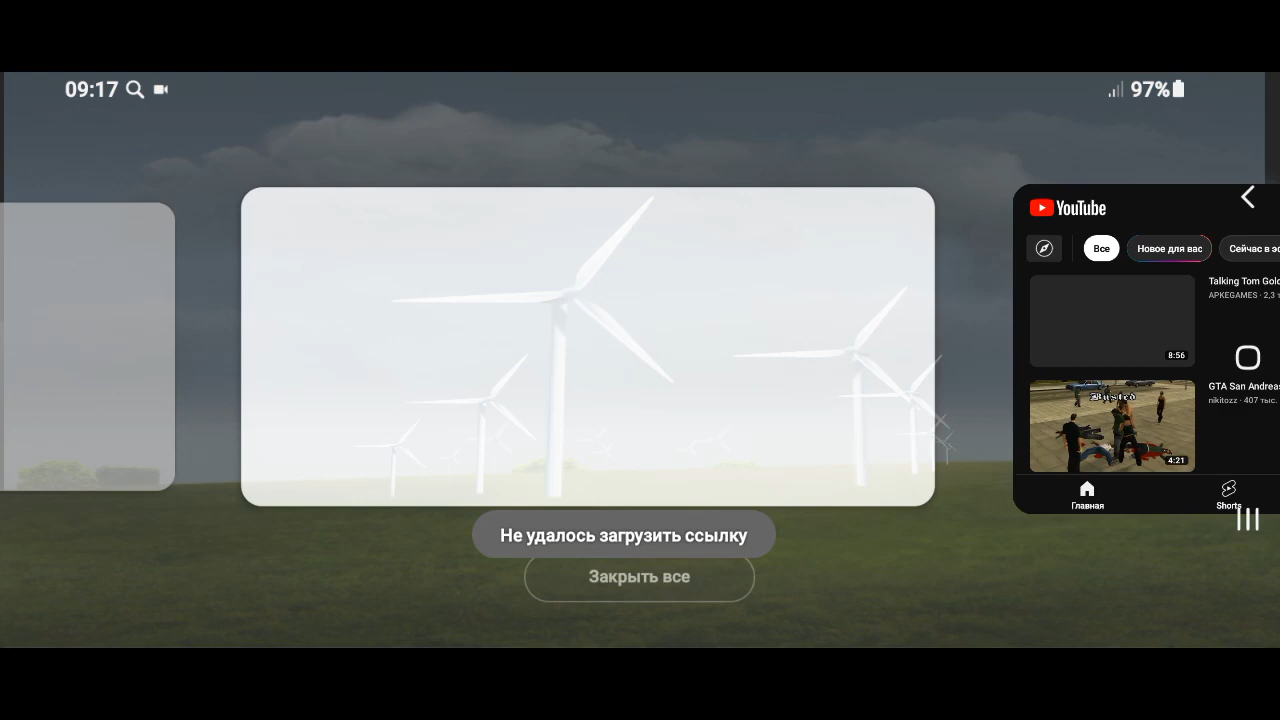 09:17
97%
YouTube
Все
Новое для вас
Сейчас в
Talking Tom Gold
APKEGAMES · 2,3
8:56
GTA San Andreas
nikitozz · 407 тыс.
Busted
4:21
Главная
Shorts
Не удалось загрузить ссылку
Закрыть все